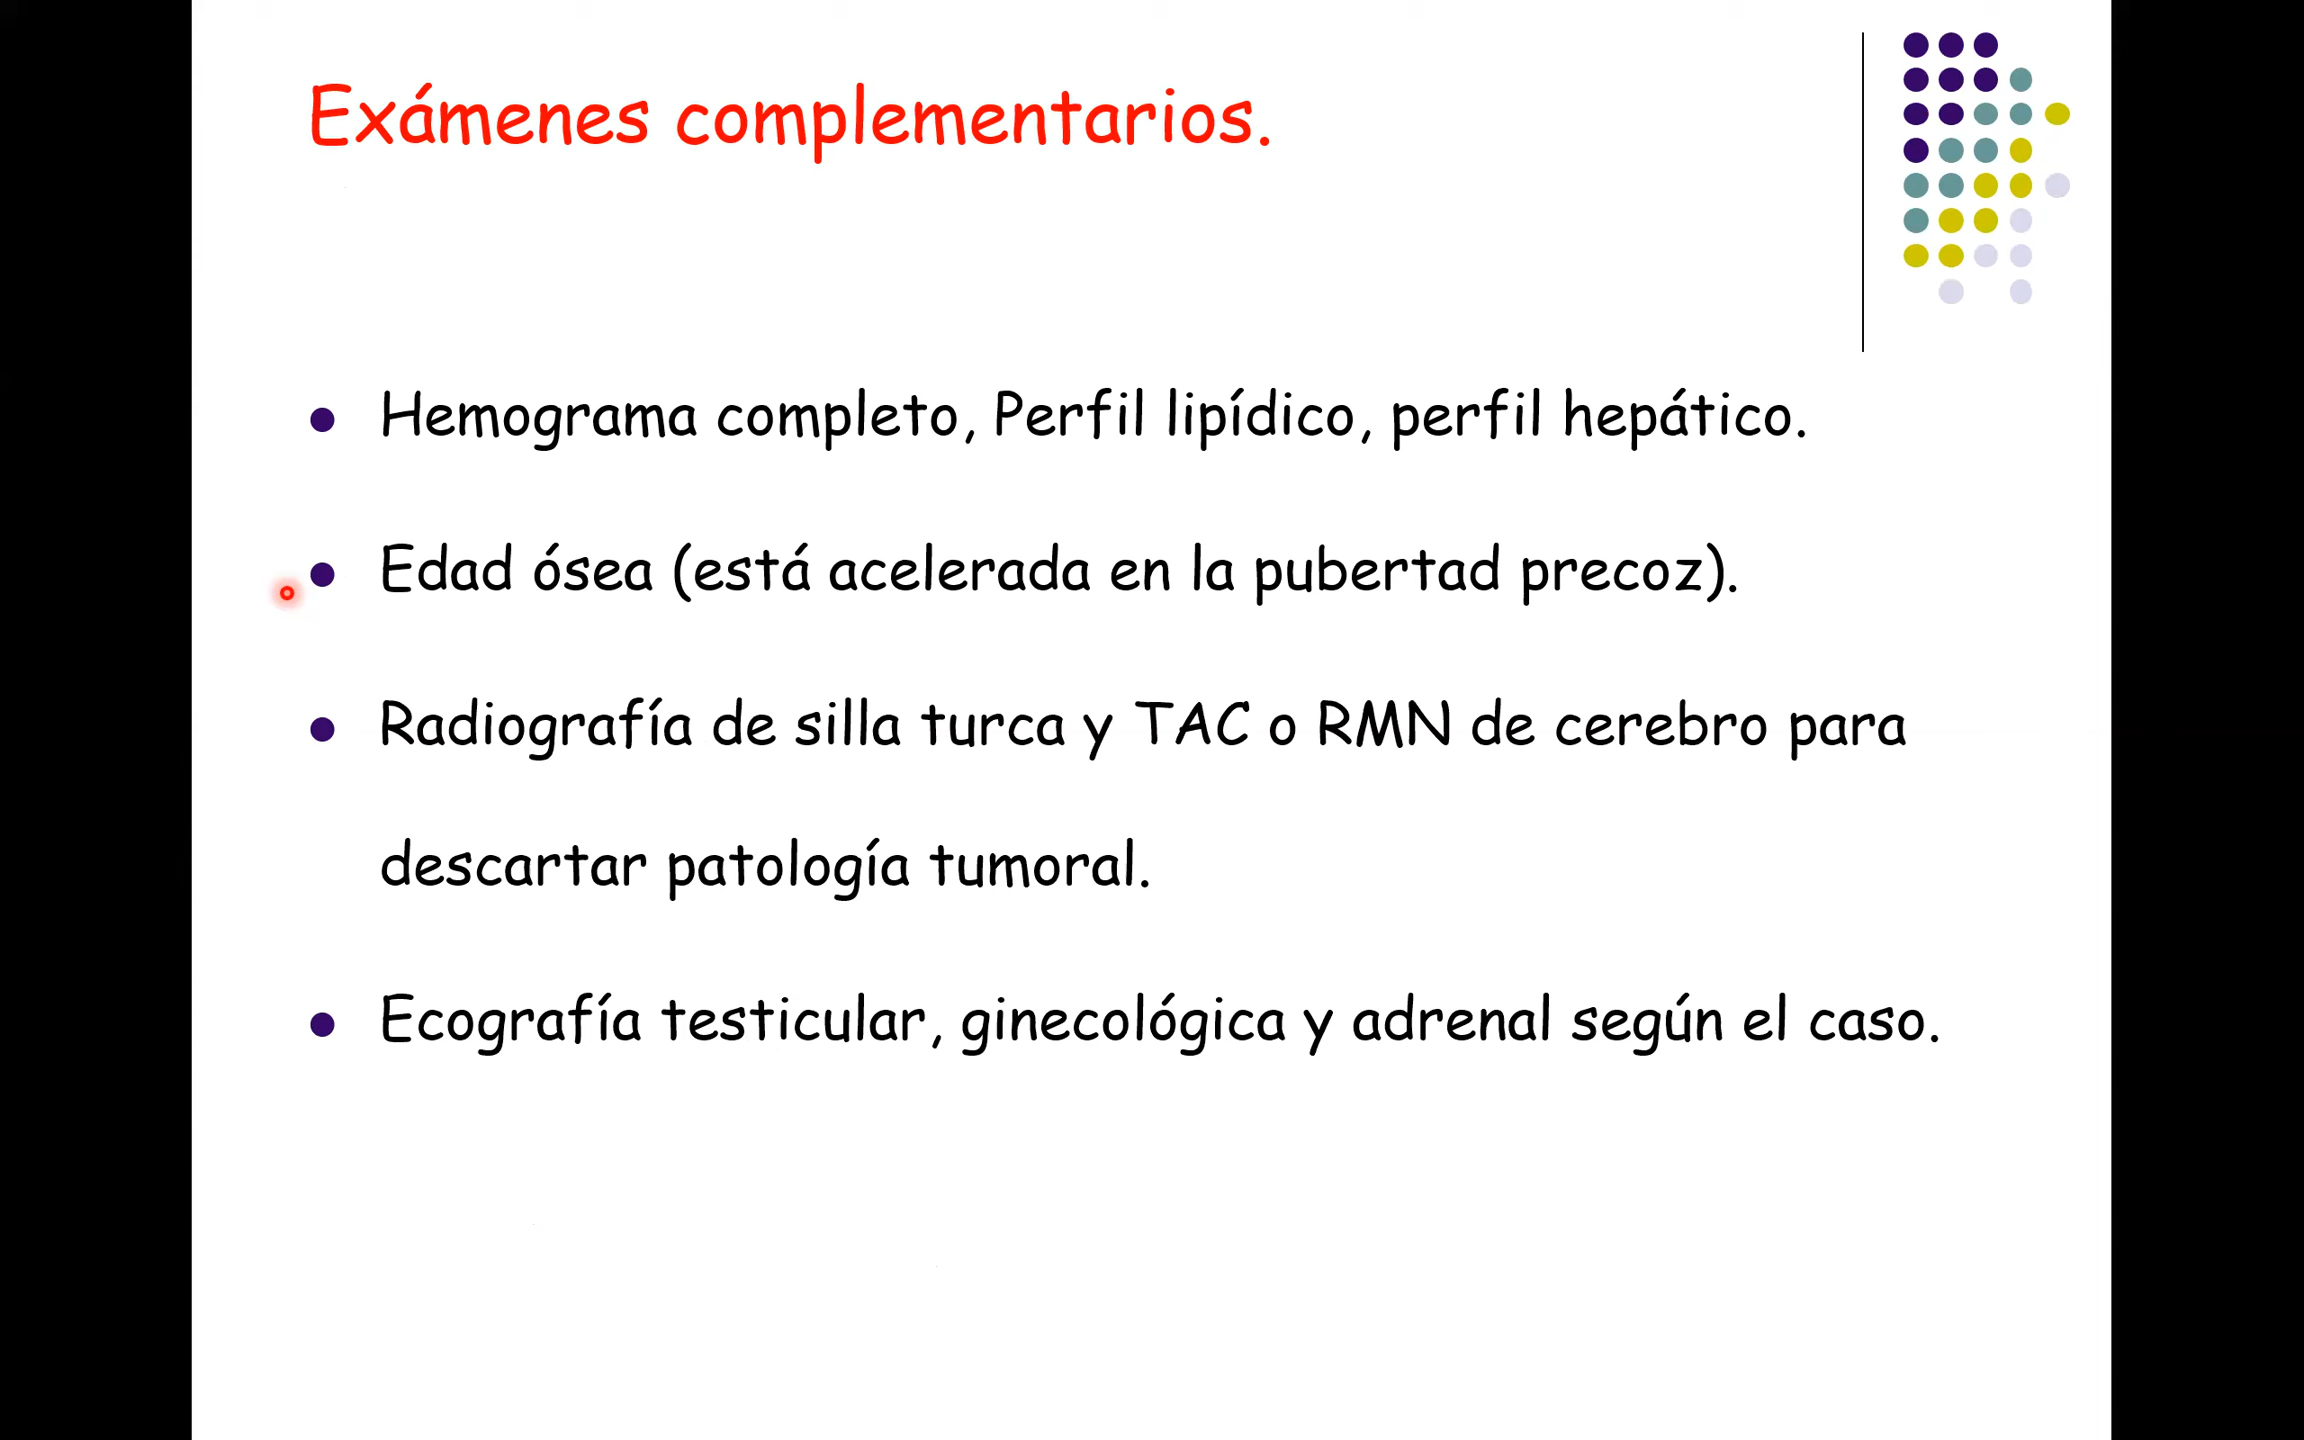 Exámenes complementarios.
Hemograma completo, Perfil lipídico, perfil hepático.
Edad ósea (está acelerada en la pubertad precoz).
Radiografía de silla turca y TAC o RMN de cerebro para
descartar patología tumoral.
Ecografía testicular, ginecológica y adrenal según el caso.